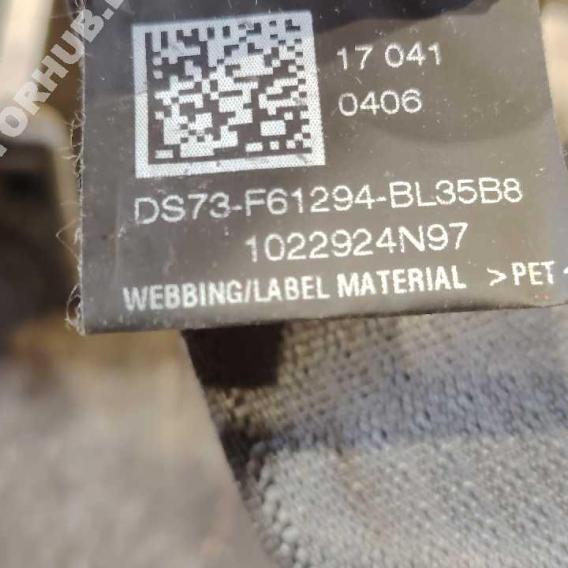 17 041
0406
DS73-F61294-BL35B8
1022924N97
WEBBING/LABEL MATERIAL >PET<